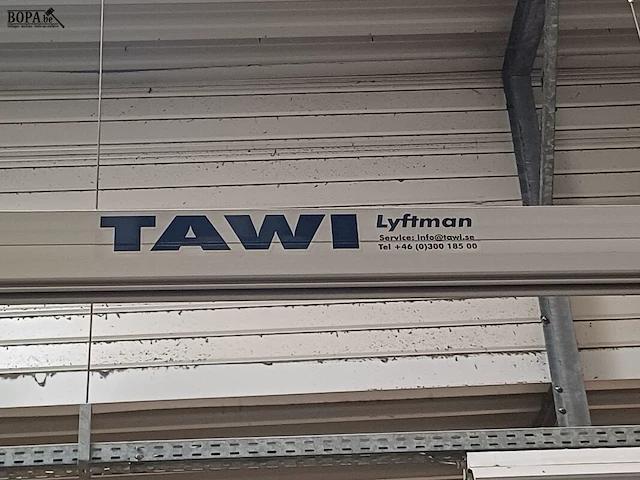 BOPA.be
TAWI
Lyftman
Service: info@tawi.se
Tel +46 (0)300 185 00